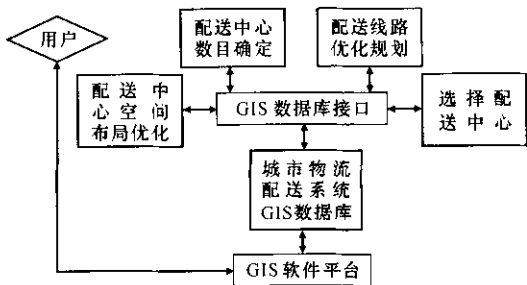 用户
配送中心
数目确定
配送线路
优化规划
配送中
心空间
布局优化
GIS数据库接口
选择配
送中心
城市物流
配送系统
GIS数据库
GIS软件平台